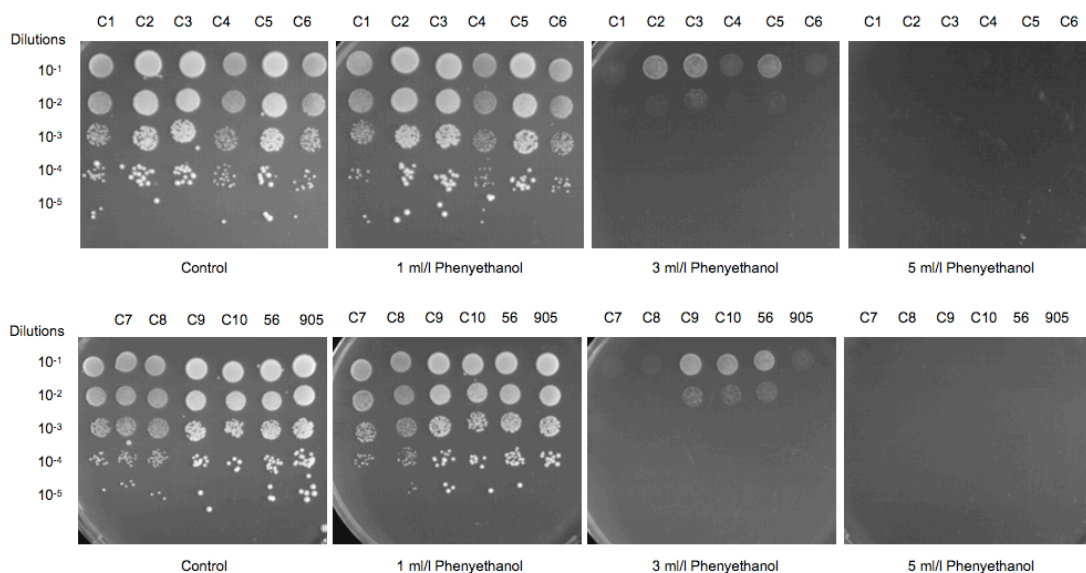 C1 C2 C3 C4 C5 C6 C1 C2 C3 C4 C5 C6 C1 C2 C3 C4 C5 C6 C1 C2 C3 C4 C5 C6
Dilutions
10-1
10-2
10-3
10-4
10-5
Control 1 ml/l Phenyethanol 3 ml/l Phenyethanol 5 ml/l Phenyethanol
C7 C8 C9 C10 56 905 C7 C8 C9 C10 56 905 C7 C8 C9 C10 56 905 C7 C8 C9 C10 56 905
Dilutions
10-1
10-2
10-3
10-4
10-5
Control 1 ml/l Phenyethanol 3 ml/l Phenyethanol 5 ml/l Phenyethanol